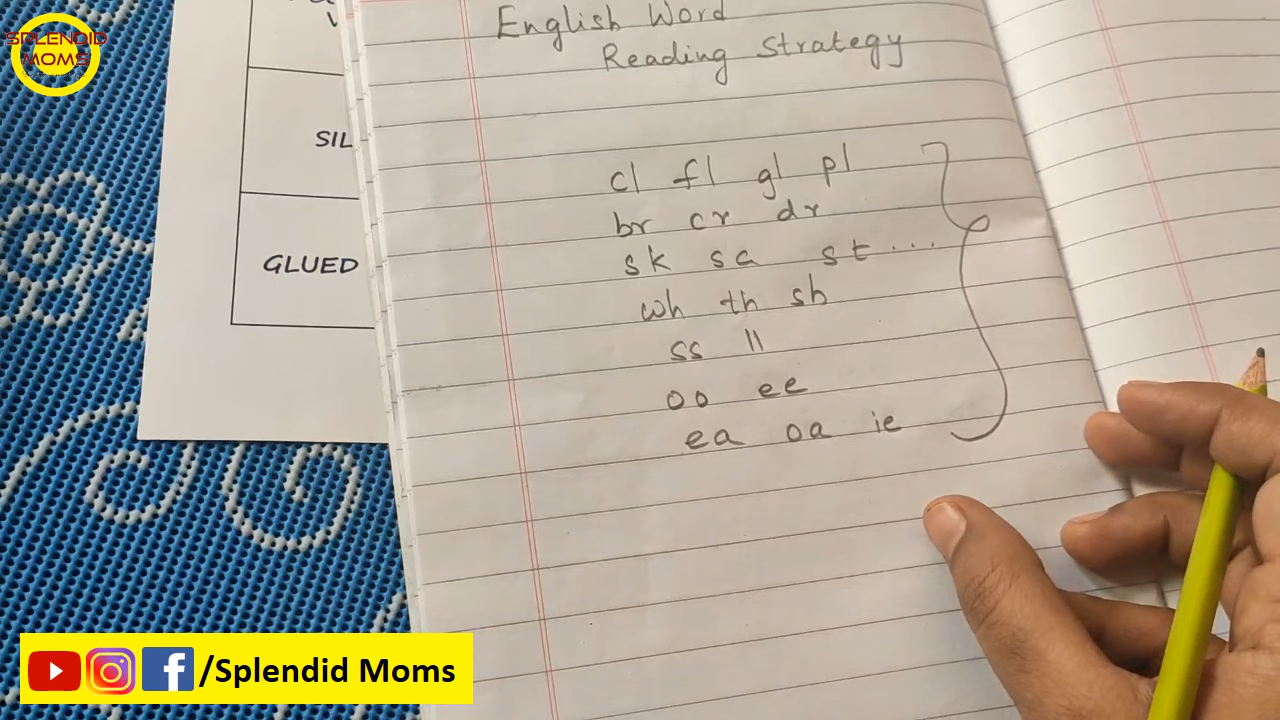 SPLENDID
MOMS
English Word
Reading Strategy
cl fl gl pl
br cr dr
sk sc st...
wh th sh
ss ll
oo ee
ea oa ie
SIL
GLUED
/Splendid Moms